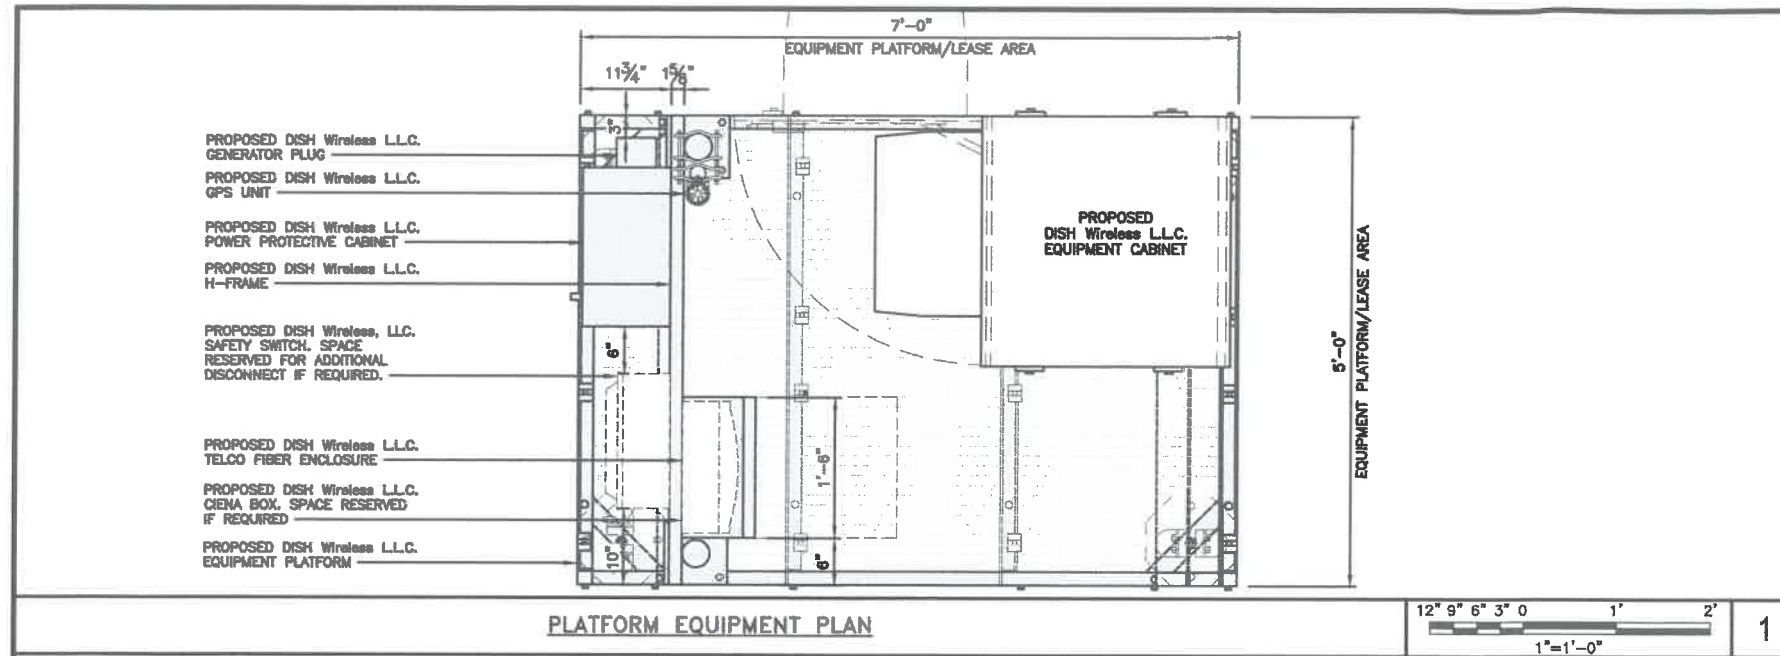 7'-0"
EQUIPMENT PLATFORM/LEASE AREA
11¾" 1⅝"
3"
PROPOSED DISH Wireless L.L.C.
GENERATOR PLUG
PROPOSED DISH Wireless L.L.C.
GPS UNIT
PROPOSED DISH Wireless L.L.C.
POWER PROTECTIVE CABINET
PROPOSED DISH Wireless L.L.C.
H-FRAME
PROPOSED DISH Wireless, LLC.
SAFETY SWITCH. SPACE
RESERVED FOR ADDITIONAL
DISCONNECT IF REQUIRED.
PROPOSED DISH Wireless L.L.C.
TELCO FIBER ENCLOSURE
PROPOSED DISH Wireless L.L.C.
CIENA BOX. SPACE RESERVED
IF REQUIRED
PROPOSED DISH Wireless L.L.C.
EQUIPMENT PLATFORM
6"
10"
1'-6"
6"
PROPOSED
DISH Wireless L.L.C.
EQUIPMENT CABINET
5'-0"
EQUIPMENT PLATFORM/LEASE AREA
PLATFORM EQUIPMENT PLAN
12" 9" 6" 3" 0 1' 2'
1"=1'-0"
1